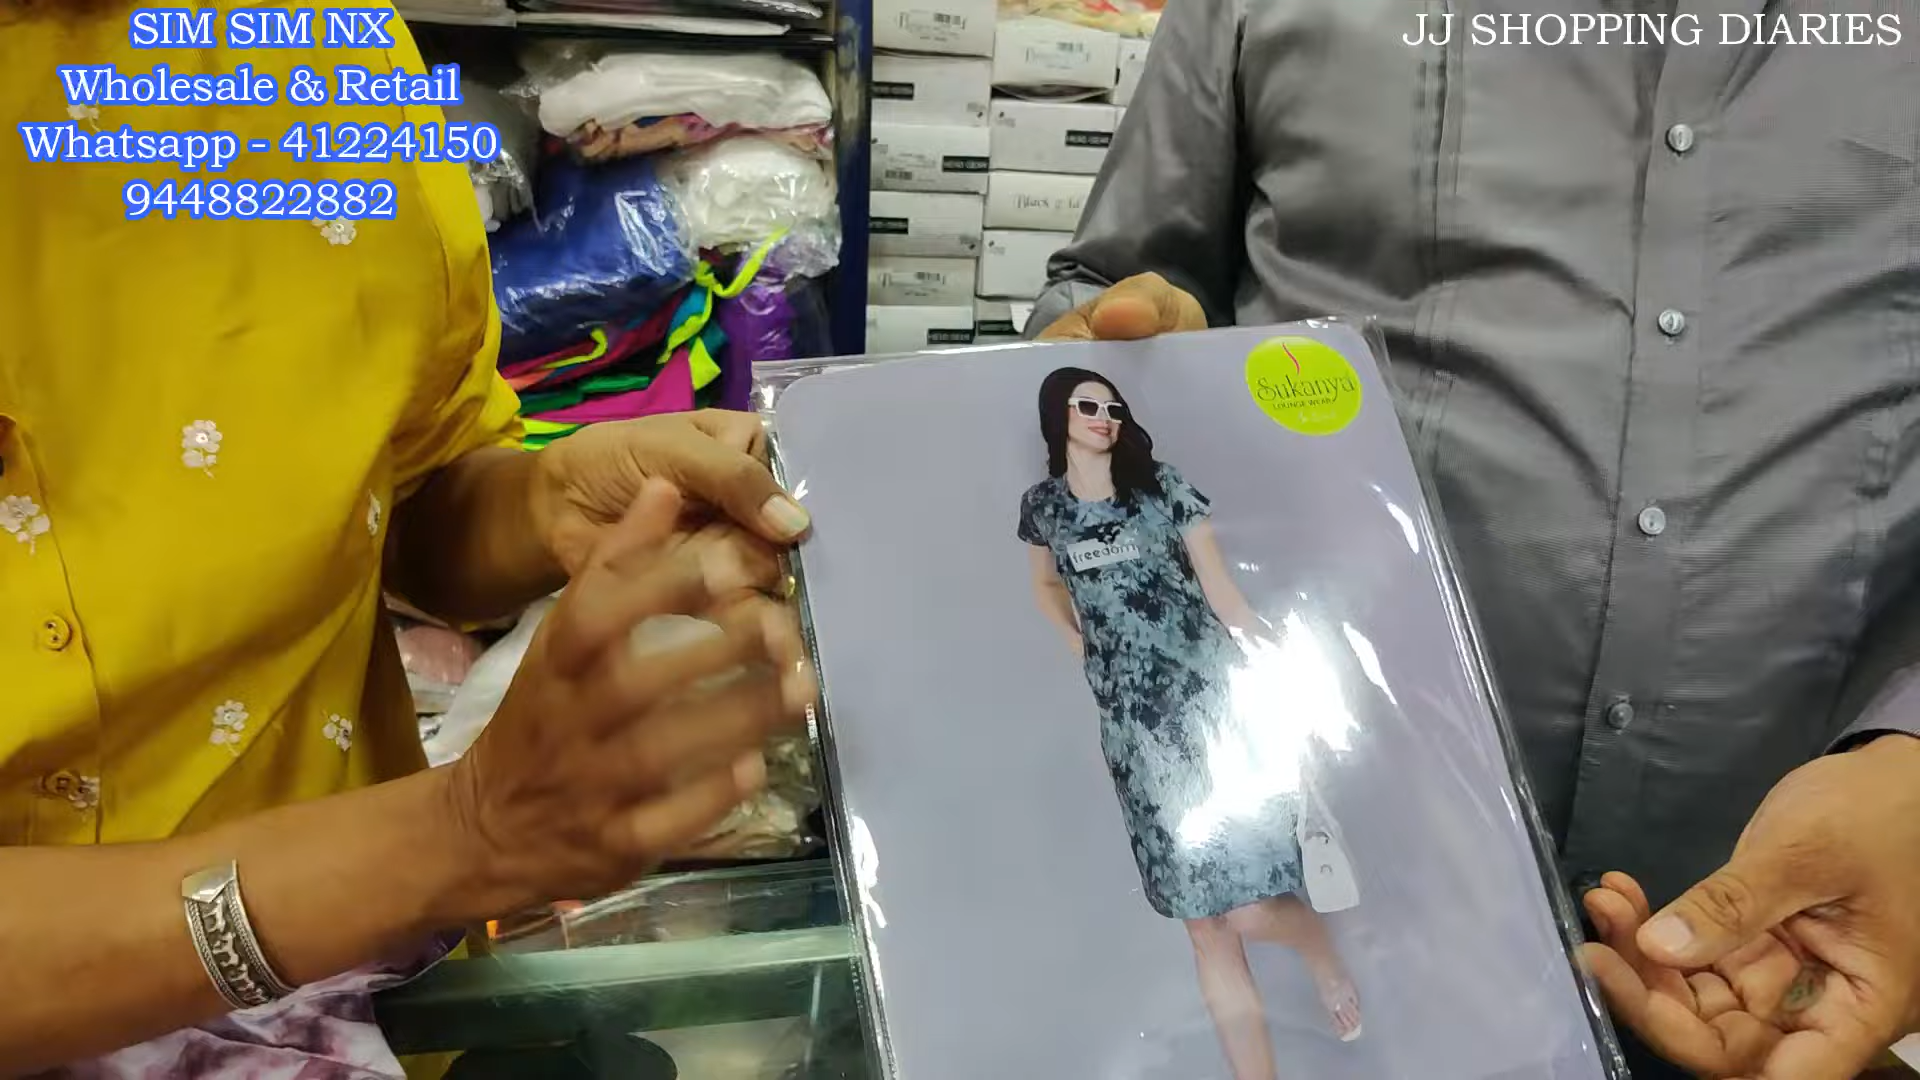 SIM SIM NX
Wholesale & Retail
Whatsapp - 41224150
9448822882
JJ SHOPPING DIARIES
Sukanya
LOUNGE WEAR
freedom